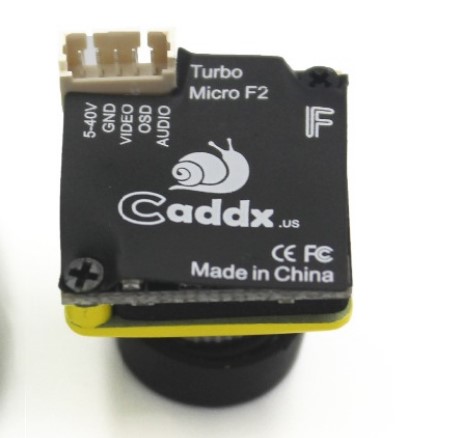 Turbo
Micro F2
5-40V
GND
VIDEO
OSD
AUDIO
F
Caddx.us
CE FC
Made in China